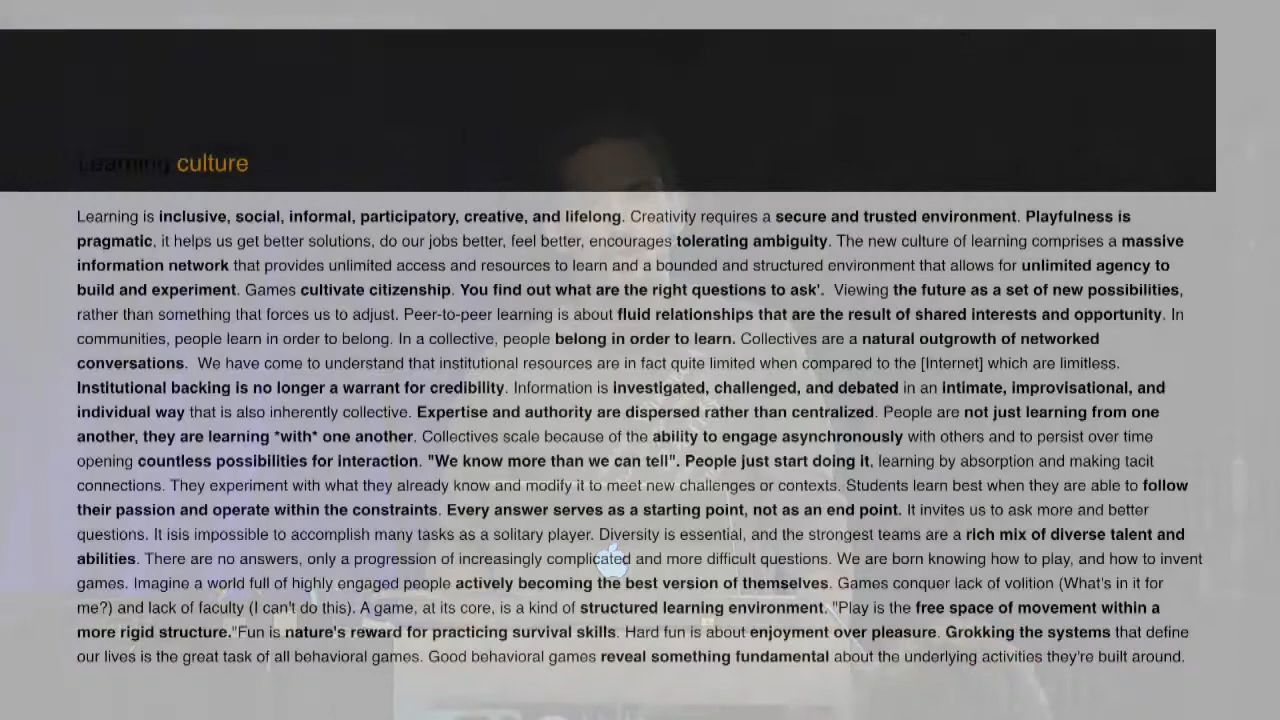 Learning culture
Learning is inclusive, social, informal, participatory, creative, and lifelong. Creativity requires a secure and trusted environment. Playfulness is
pragmatic, it helps us get better solutions, do our jobs better, feel better, encourages tolerating ambiguity. The new culture of learning comprises a massive
information network that provides unlimited access and resources to learn and a bounded and structured environment that allows for unlimited agency to
build and experiment. Games cultivate citizenship. You find out what are the right questions to ask'. Viewing the future as a set of new possibilities,
rather than something that forces us to adjust. Peer-to-peer learning is about fluid relationships that are the result of shared interests and opportunity. In
communities, people learn in order to belong. In a collective, people belong in order to learn. Collectives are a natural outgrowth of networked
conversations. We have come to understand that institutional resources are in fact quite limited when compared to the [Internet] which are limitless.
Institutional backing is no longer a warrant for credibility. Information is investigated, challenged, and debated in an intimate, improvisational, and
individual way that is also inherently collective. Expertise and authority are dispersed rather than centralized. People are not just learning from one
another, they are learning *with* one another. Collectives scale because of the ability to engage asynchronously with others and to persist over time
opening countless possibilities for interaction. "We know more than we can tell". People just start doing it, learning by absorption and making tacit
connections. They experiment with what they already know and modify it to meet new challenges or contexts. Students learn best when they are able to follow
their passion and operate within the constraints. Every answer serves as a starting point, not as an end point. It invites us to ask more and better
questions. It isis impossible to accomplish many tasks as a solitary player. Diversity is essential, and the strongest teams are a rich mix of diverse talent and
abilities. There are no answers, only a progression of increasingly complicated and more difficult questions. We are born knowing how to play, and how to invent
games. Imagine a world full of highly engaged people actively becoming the best version of themselves. Games conquer lack of volition (What's in it for
me?) and lack of faculty (I can't do this). A game, at its core, is a kind of structured learning environment. "Play is the free space of movement within a
more rigid structure."Fun is nature's reward for practicing survival skills. Hard fun is about enjoyment over pleasure. Grokking the systems that define
our lives is the great task of all behavioral games. Good behavioral games reveal something fundamental about the underlying activities they're built around.